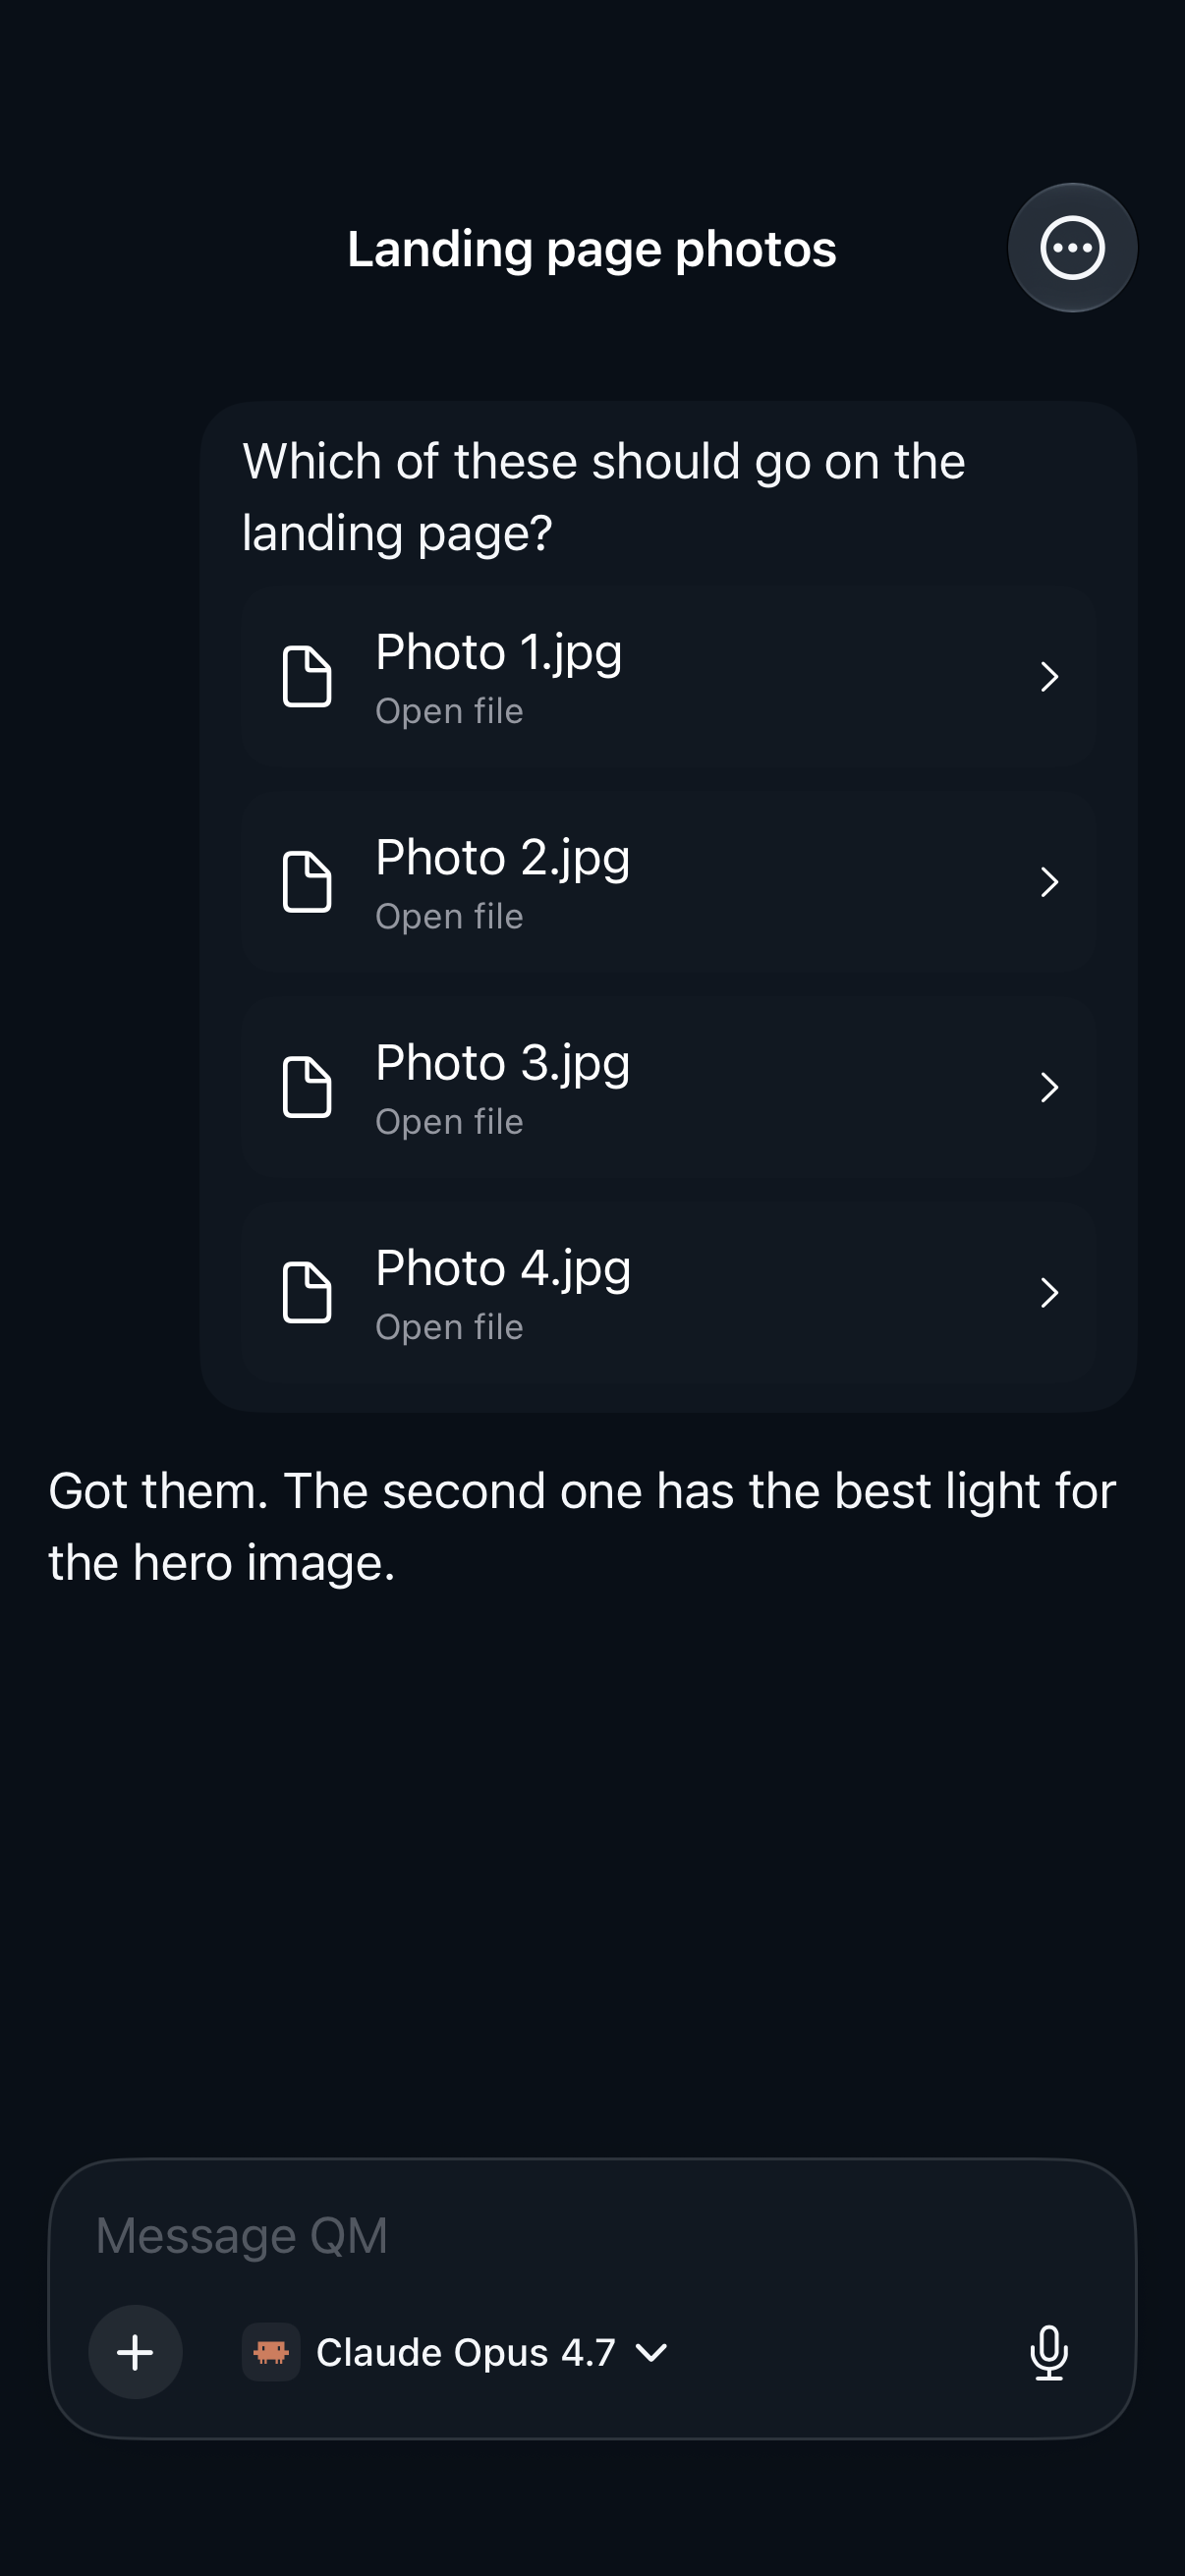 Landing page photos
Which of these should go on the
landing page?
Photo 1.jpg
Open file
Photo 2.jpg
Open file
Photo 3.jpg
Open file
Photo 4.jpg
Open file
Got them. The second one has the best light for
the hero image.
Message QM
Claude Opus 4.7